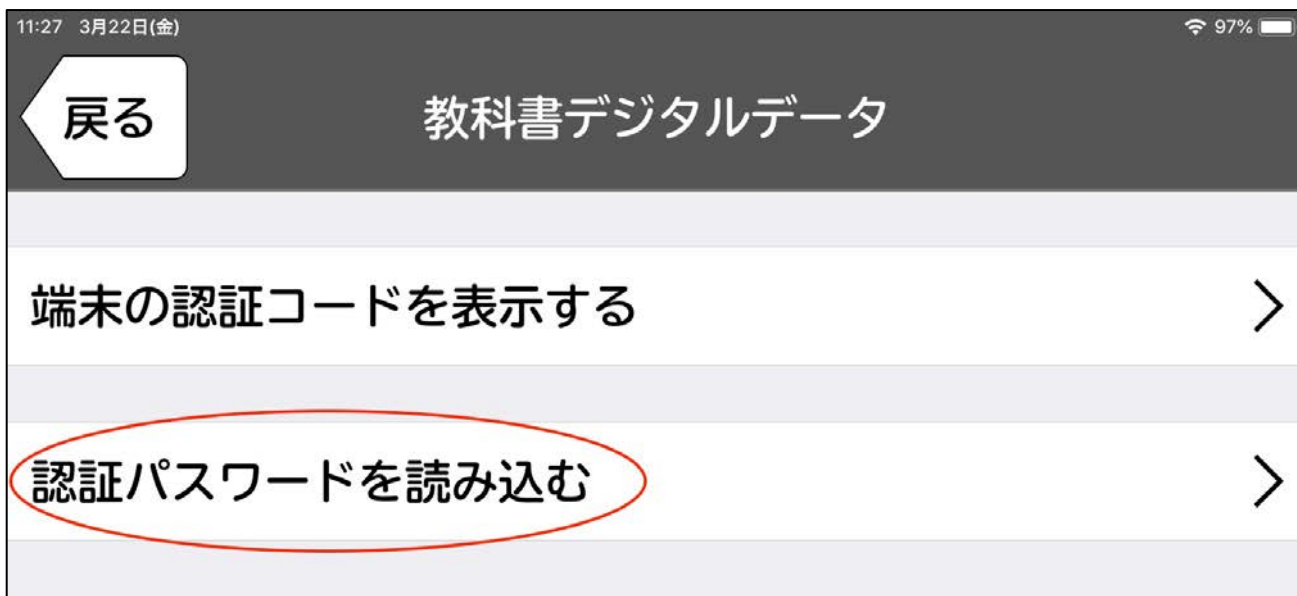 11:27 3月22日(金) 97%
戻る 教科書デジタルデータ
端末の認証コードを表示する
認証パスワードを読み込む